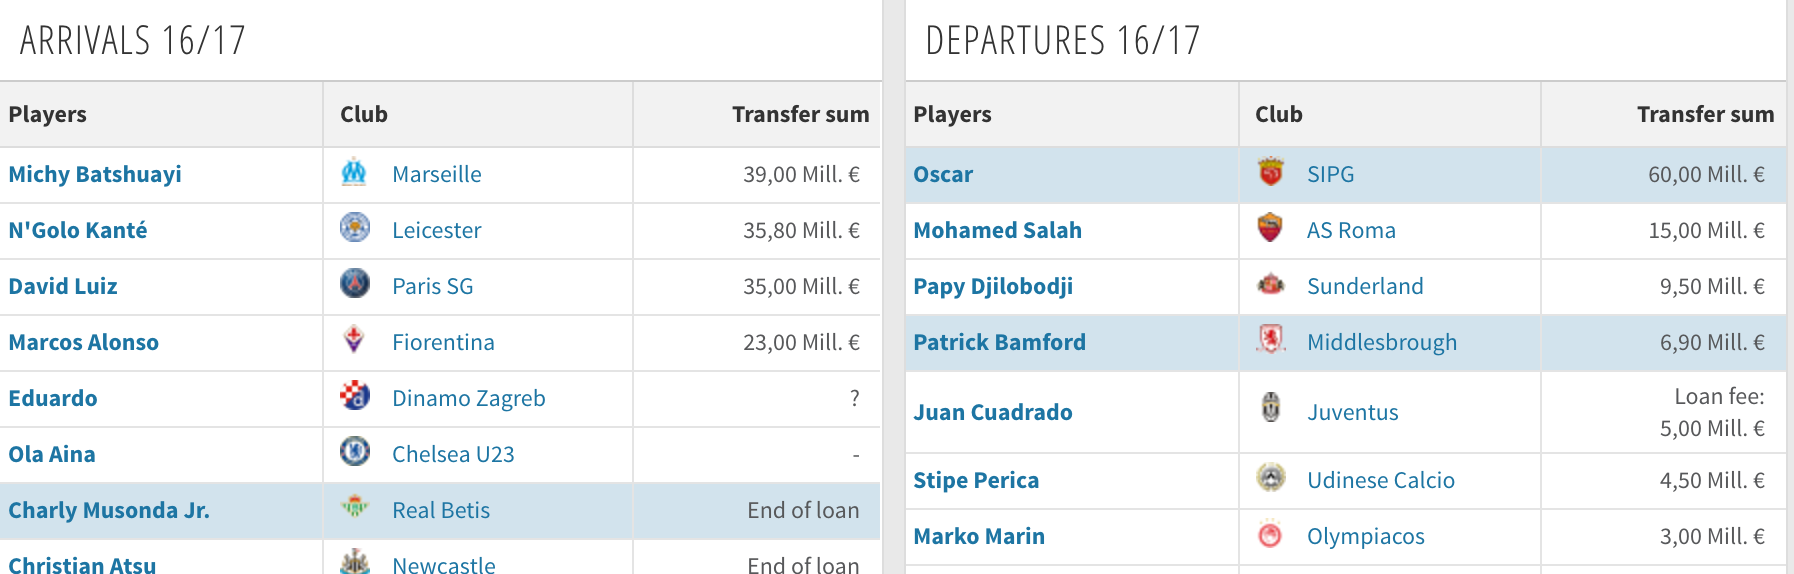 ARRIVALS 16/17
Players Club Transfer sum
Michy Batshuayi Marseille 39,00 Mill. €
N'Golo Kanté Leicester 35,80 Mill. €
David Luiz Paris SG 35,00 Mill. €
Marcos Alonso Fiorentina 23,00 Mill. €
Eduardo Dinamo Zagreb ?
Ola Aina Chelsea U23 -
Charly Musonda Jr. Real Betis End of loan
Christian Atsu Newcastle End of loan
DEPARTURES 16/17
Players Club Transfer sum
Oscar SIPG 60,00 Mill. €
Mohamed Salah AS Roma 15,00 Mill. €
Papy Djilobodji Sunderland 9,50 Mill. €
Patrick Bamford Middlesbrough 6,90 Mill. €
Juan Cuadrado Juventus Loan fee:
5,00 Mill. €
Stipe Perica Udinese Calcio 4,50 Mill. €
Marko Marin Olympiacos 3,00 Mill. €